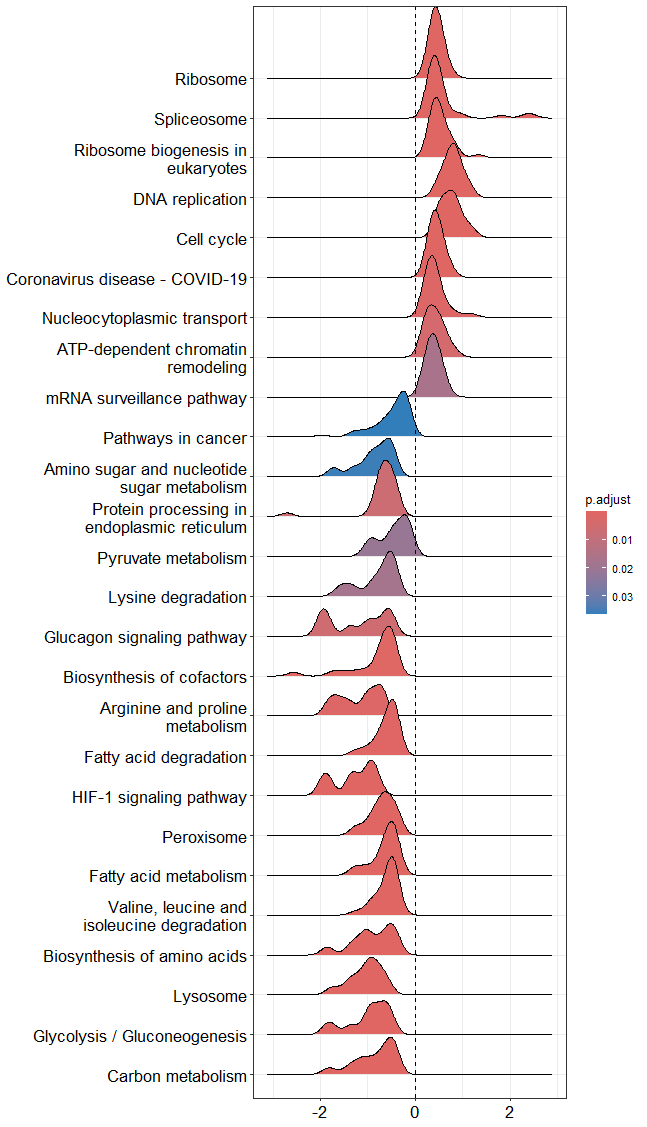 Ribosome
Spliceosome
Ribosome biogenesis in
eukaryotes
DNA replication
Cell cycle
Coronavirus disease - COVID-19
Nucleocytoplasmic transport
ATP-dependent chromatin
remodeling
mRNA surveillance pathway
Pathways in cancer
Amino sugar and nucleotide
sugar metabolism
Protein processing in
endoplasmic reticulum
Pyruvate metabolism
Lysine degradation
Glucagon signaling pathway
Biosynthesis of cofactors
Arginine and proline
metabolism
Fatty acid degradation
HIF-1 signaling pathway
Peroxisome
Fatty acid metabolism
Valine, leucine and
isoleucine degradation
Biosynthesis of amino acids
Lysosome
Glycolysis / Gluconeogenesis
Carbon metabolism
-2 0 2
p.adjust
0.01
0.02
0.03